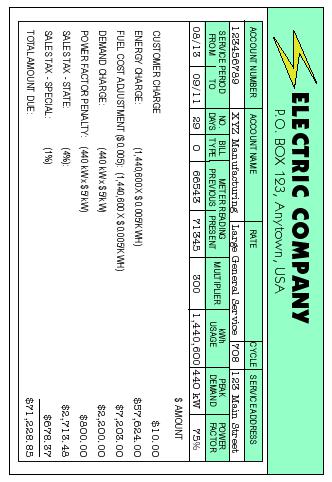 ELECTRIC COMPANY
P.O. BOX 123, Anytown, USA
ACCOUNT NUMBER ACCOUNT NAME RATE CYCLE SERVICE ADDRESS
123456789 XYZ Manufacturing Large General Service 708 123 Main Street
SERVICE PERIOD NO. BILL METER READING MULTIPLIER kWh PEAK POWER
FROM TO DAYS TYPE PREVIOUS PRESENT USAGE DEMAND FACTOR
08/13 09/11 29 0 66543 71345 300 1,440,600 440 kW 75%
$ AMOUNT
CUSTOMER CHARGE $10.00
ENERGY CHARGE: (1,440,600 X $0.00/KWH) $57,624.00
FUEL COST ADJUSTMENT ($0.005): (1,440,600 X $0.005/KWH) $7,203.00
DEMAND CHARGE: (440 kW x $5/kW) $2,200.00
POWER FACTOR PENALTY: (440 kW x $5/kW) $800.00
SALES TAX - STATE: (4%): $2,713.48
SALES TAX - SPECIAL: (1%) $678.37
TOTAL AMOUNT DUE: $71,228.85